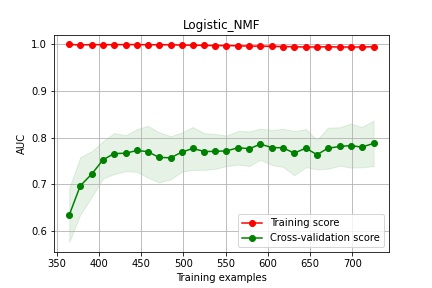 Logistic_NMF
1.0
0.9
0.8
0.7
0.6
AUC
350 400 450 500 550 600 650 700
Training examples
Training score
Cross-validation score